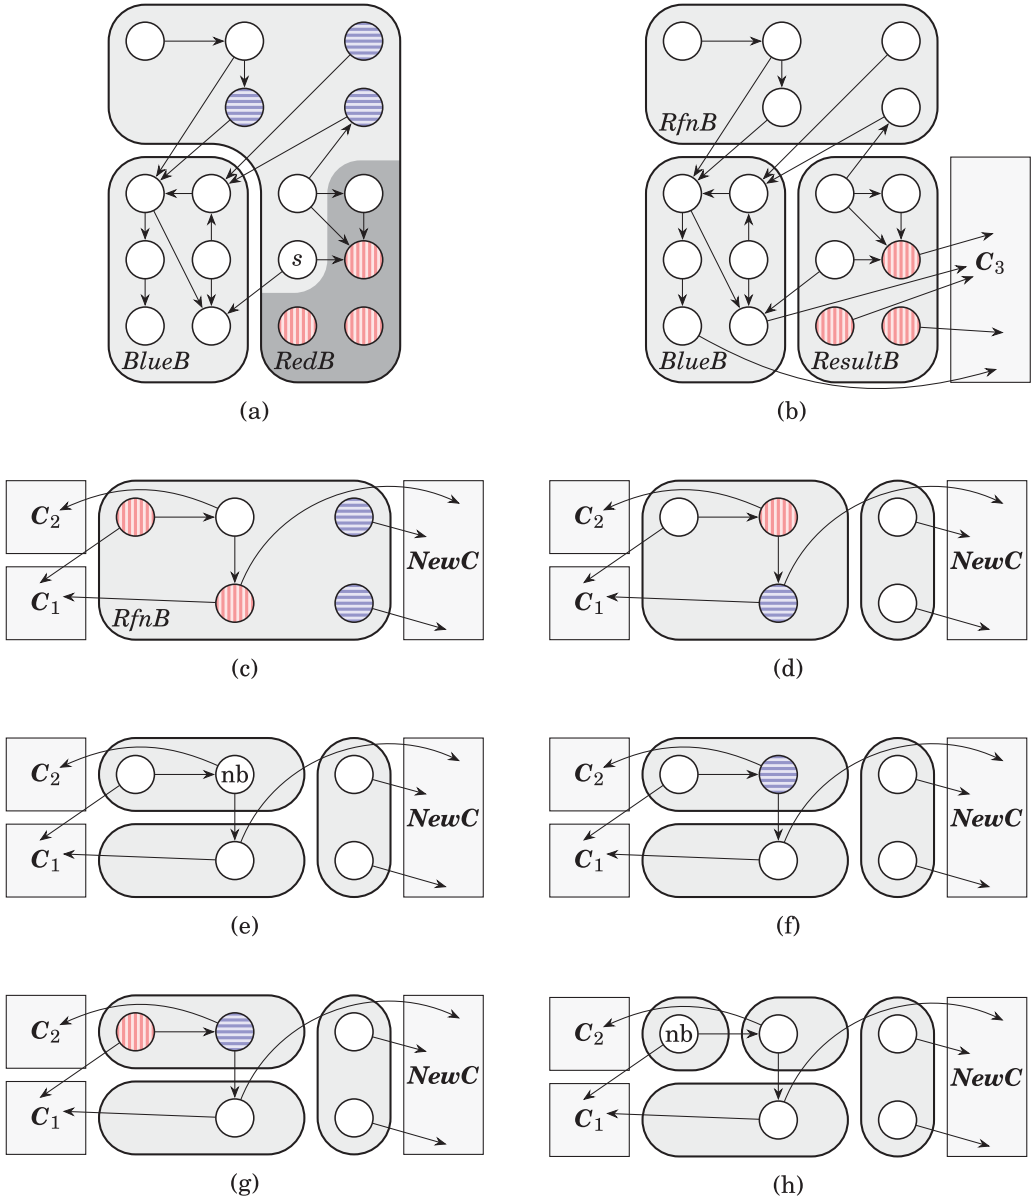 s
BlueB
RedB
(a)
RfnB
C3
BlueB
ResultB
(b)
C2
C1
RfnB
NewC
(c)
C2
C1
NewC
(d)
C2
nb
C1
NewC
(e)
C2
C1
NewC
(f)
C2
C1
NewC
(g)
C2
nb
C1
NewC
(h)